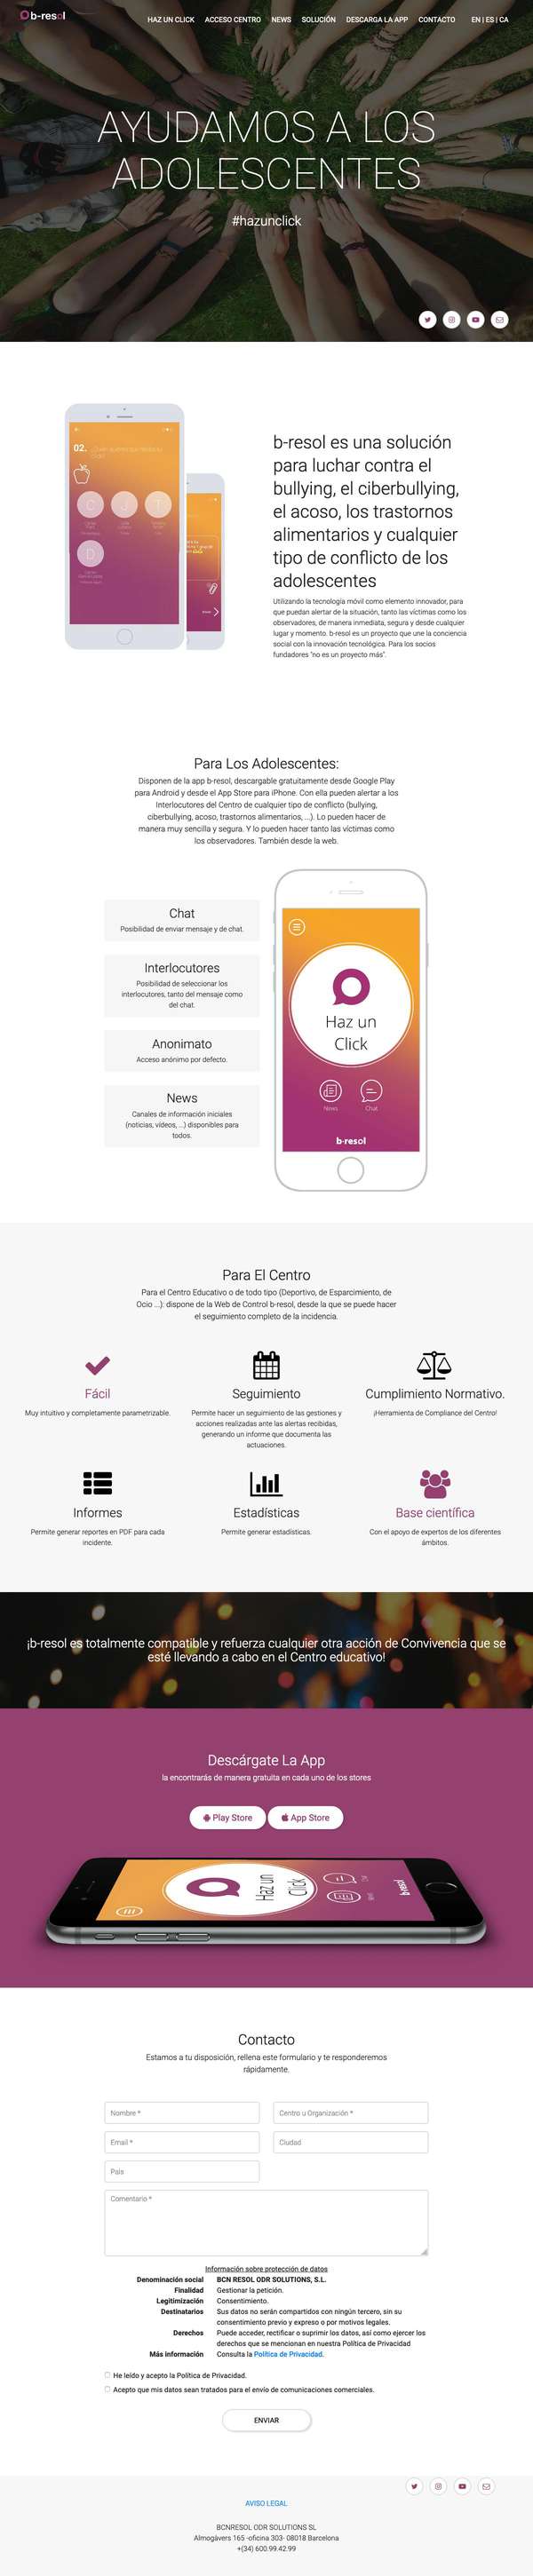 b-resol
HAZ UN CLICK ACCESO CENTRO NEWS SOLUCIÓN DESCARGA LA APP CONTACTO EN | ES | CA
AYUDAMOS A LOS
ADOLESCENTES
#hazunclick
02.
C J T
D
b-resol es una solución
para luchar contra el
bullying, el ciberbullying,
el acoso, los trastornos
alimentarios y cualquier
tipo de conflicto de los
adolescentes
Utilizando la tecnología móvil como elemento innovador, para
que puedan alertar de la situación, tanto las víctimas como los
observadores, de manera inmediata, segura y desde cualquier
lugar y momento. b-resol es un proyecto que une la conciencia
social con la innovación tecnológica. Para los socios
fundadores "no es un proyecto más".
Para Los Adolescentes:
Disponen de la app b-resol, descargable gratuitamente desde Google Play
para Android y desde el App Store para iPhone. Con ella pueden alertar a los
Interlocutores del Centro de cualquier tipo de conflicto (bullying,
ciberbullying, acoso, trastornos alimentarios, ...). Lo pueden hacer de
manera muy sencilla y segura. Y lo pueden hacer tanto las víctimas como
los observadores. También desde la web.
Chat
Posibilidad de enviar mensaje y de chat.
Interlocutores
Posibilidad de seleccionar los
interlocutores, tanto del mensaje como
del chat.
Anonimato
Acceso anónimo por defecto.
News
Canales de información iniciales
(noticias, vídeos, ...) disponibles para
todos.
Haz un
Click
News Chat
b-resol
Para El Centro
Para el Centro Educativo o de todo tipo (Deportivo, de Esparcimiento, de
Ocio ...): dispone de la Web de Control b-resol, desde la que se puede hacer
el seguimiento completo de la incidencia.
Fácil
Muy intuitivo y completamente parametrizable.
Seguimiento
Permite hacer un seguimiento de las gestiones y
acciones realizadas ante las alertas recibidas,
generando un informe que documenta las
actuaciones.
Cumplimiento Normativo.
¡Herramienta de Compliance del Centro!
Informes
Permite generar reportes en PDF para cada
incidente.
Estadísticas
Permite generar estadísticas.
Base científica
Con el apoyo de expertos de los diferentes
ámbitos.
¡b-resol es totalmente compatible y refuerza cualquier otra acción de Convivencia que se
esté llevando a cabo en el Centro educativo!
Descárgate La App
la encontrarás de manera gratuita en cada uno de los stores
Play Store App Store
Haz un
Click
b-resol
Contacto
Estamos a tu disposición, rellena este formulario y te responderemos
rápidamente.
Nombre * Centro u Organización *
Email * Ciudad
País
Comentario *
Información sobre protección de datos
Denominación social BCN RESOL ODR SOLUTIONS, S.L.
Finalidad Gestionar la petición.
Legitimización Consentimiento.
Destinatarios Sus datos no serán compartidos con ningún tercero, sin su
consentimiento previo y expreso o por motivos legales.
Derechos Puede acceder, rectificar o suprimir los datos, así como ejercer los
derechos que se mencionan en nuestra Política de Privacidad
Más información Consulta la Política de Privacidad.
He leído y acepto la Política de Privacidad.
Acepto que mis datos sean tratados para el envío de comunicaciones comerciales.
ENVIAR
AVISO LEGAL
BCNRESOL ODR SOLUTIONS SL
Almogàvers 165 -oficina 303- 08018 Barcelona
+(34) 600.99.42.99